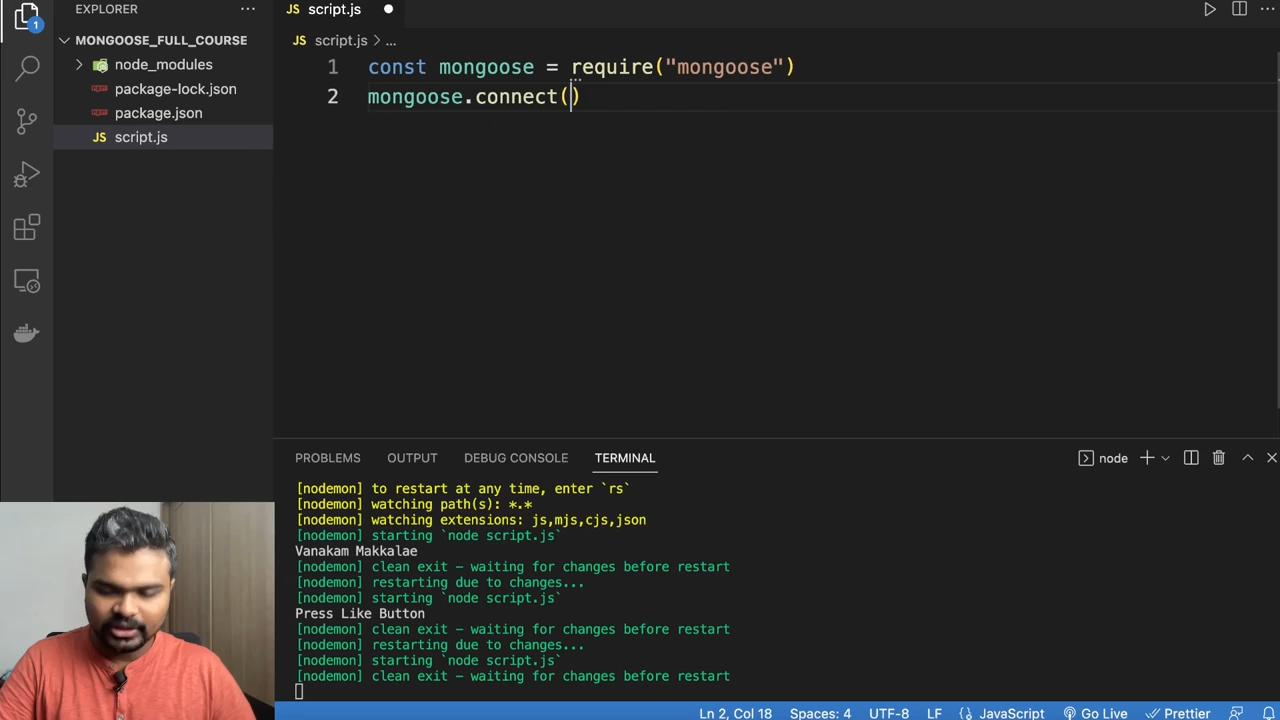 EXPLORER
MONGOOSE_FULL_COURSE
node_modules
package-lock.json
package.json
JS script.js
1
JS script.js
JS script.js > ...
1 const mongoose = require("mongoose")
2 mongoose.connect()
PROBLEMS OUTPUT DEBUG CONSOLE TERMINAL
node
[nodemon] to restart at any time, enter `rs`
[nodemon] watching path(s): *.*
[nodemon] watching extensions: js,mjs,cjs,json
[nodemon] starting `node script.js`
Vanakam Makkalae
[nodemon] clean exit - waiting for changes before restart
[nodemon] restarting due to changes...
[nodemon] starting `node script.js`
Press Like Button
[nodemon] clean exit - waiting for changes before restart
[nodemon] restarting due to changes...
[nodemon] starting `node script.js`
[nodemon] clean exit - waiting for changes before restart
Ln 2, Col 18 Spaces: 4 UTF-8 LF {} JavaScript Go Live Prettier